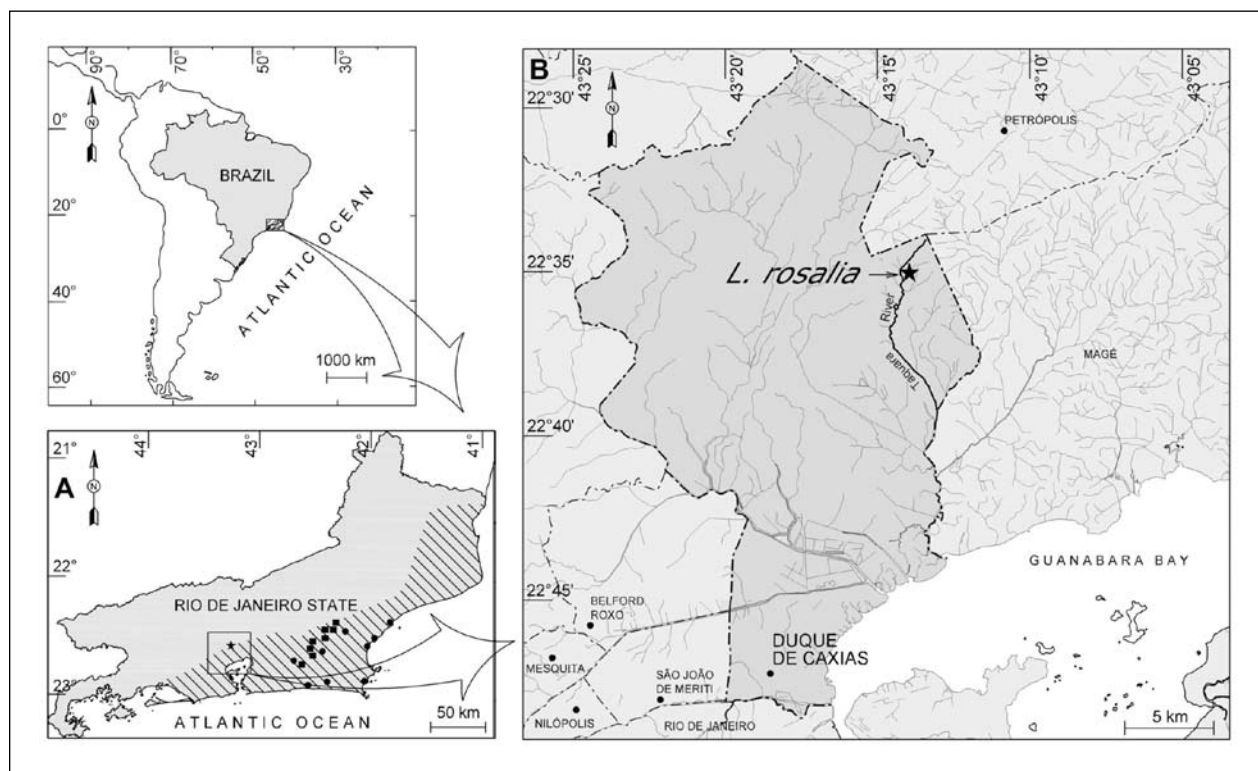 90°
70°
50°
30°
N
0°
20°
40°
60°
BRAZIL
ATLANTIC OCEAN
1000 km
A
44°
43°
42°
41°
21°
N
22°
23°
RIO DE JANEIRO STATE
ATLANTIC OCEAN
50 km
B
43°25'
43°20'
43°15'
43°10'
43°05'
N
22°30'
22°35'
22°40'
22°45'
PETRÓPOLIS
L. rosalia
Taquara River
MAGÉ
GUANABARA BAY
BELFORD
ROXO
DUQUE
DE CAXIAS
MESQUITA
SÃO JOÃO
DE MERITI
NILÓPOLIS
RIO DE JANEIRO
5 km